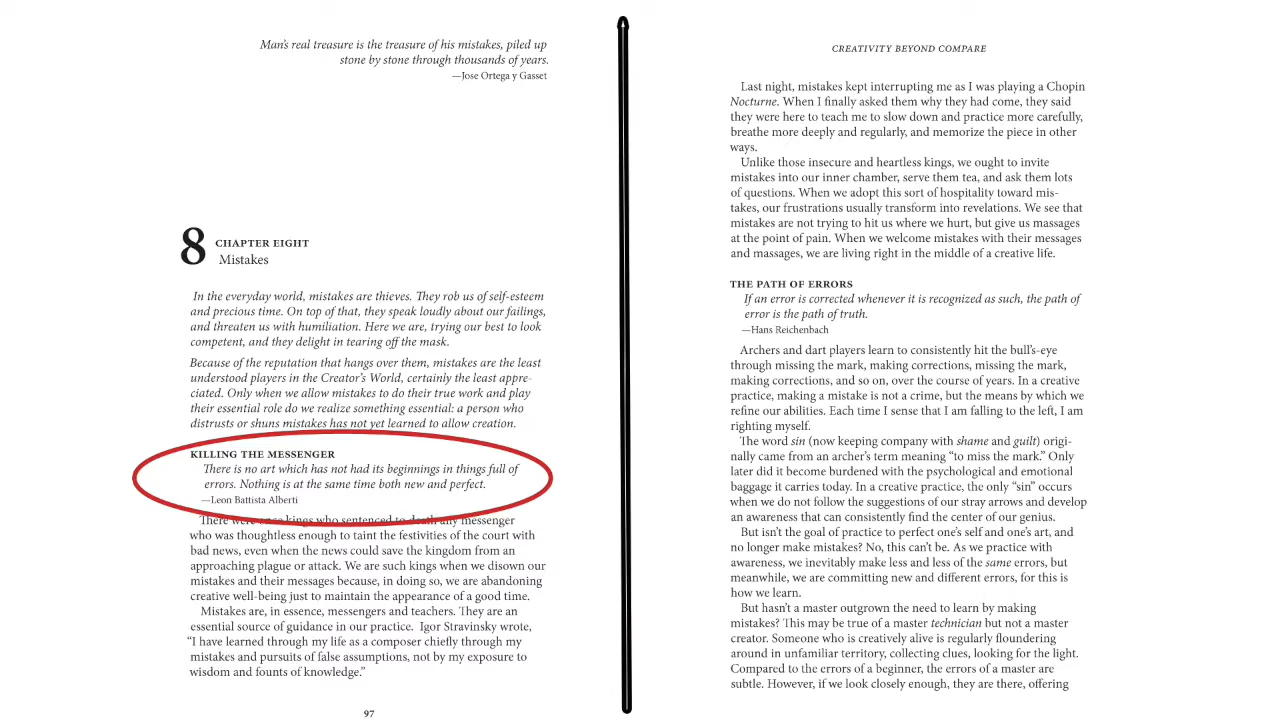 Man's real treasure is the treasure of his mistakes, piled up
stone by stone through thousands of years.
—Jose Ortega y Gasset
8 CHAPTER EIGHT
Mistakes
In the everyday world, mistakes are thieves. They rob us of self-esteem
and precious time. On top of that, they speak loudly about our failings,
and threaten us with humiliation. Here we are, trying our best to look
competent, and they delight in tearing off the mask.
Because of the reputation that hangs over them, mistakes are the least
understood players in the Creator's World, certainly the least appre-
ciated. Only when we allow mistakes to do their true work and play
their essential role do we realize something essential: a person who
distrusts or shuns mistakes has not yet learned to allow creation.
KILLING THE MESSENGER
There is no art which has not had its beginnings in things full of
errors. Nothing is at the same time both new and perfect.
—Leon Battista Alberti
There were once kings who sentenced to death any messenger
who was thoughtless enough to taint the festivities of the court with
bad news, even when the news could save the kingdom from an
approaching plague or attack. We are such kings when we disown our
mistakes and their messages because, in doing so, we are abandoning
creative well-being just to maintain the appearance of a good time.
Mistakes are, in essence, messengers and teachers. They are an
essential source of guidance in our practice. Igor Stravinsky wrote,
“I have learned through my life as a composer chiefly through my
mistakes and pursuits of false assumptions, not by my exposure to
wisdom and founts of knowledge.”
97
CREATIVITY BEYOND COMPARE
Last night, mistakes kept interrupting me as I was playing a Chopin
Nocturne. When I finally asked them why they had come, they said
they were here to teach me to slow down and practice more carefully,
breathe more deeply and regularly, and memorize the piece in other
ways.
Unlike those insecure and heartless kings, we ought to invite
mistakes into our inner chamber, serve them tea, and ask them lots
of questions. When we adopt this sort of hospitality toward mis-
takes, our frustrations usually transform into revelations. We see that
mistakes are not trying to hit us where we hurt, but give us massages
at the point of pain. When we welcome mistakes with their messages
and massages, we are living right in the middle of a creative life.
THE PATH OF ERRORS
If an error is corrected whenever it is recognized as such, the path of
error is the path of truth.
—Hans Reichenbach
Archers and dart players learn to consistently hit the bull's-eye
through missing the mark, making corrections, missing the mark,
making corrections, and so on, over the course of years. In a creative
practice, making a mistake is not a crime, but the means by which we
refine our abilities. Each time I sense that I am falling to the left, I am
righting myself.
The word sin (now keeping company with shame and guilt) origi-
nally came from an archer's term meaning “to miss the mark.” Only
later did it become burdened with the psychological and emotional
baggage it carries today. In a creative practice, the only “sin” occurs
when we do not follow the suggestions of our stray arrows and develop
an awareness that can consistently find the center of our genius.
But isn't the goal of practice to perfect one's self and one's art, and
no longer make mistakes? No, this can't be. As we practice with
awareness, we inevitably make less and less of the same errors, but
meanwhile, we are committing new and different errors, for this is
how we learn.
But hasn't a master outgrown the need to learn by making
mistakes? This may be true of a master technician but not a master
creator. Someone who is creatively alive is regularly floundering
around in unfamiliar territory, collecting clues, looking for the light.
Compared to the errors of a beginner, the errors of a master are
subtle. However, if we look closely enough, they are there, offering